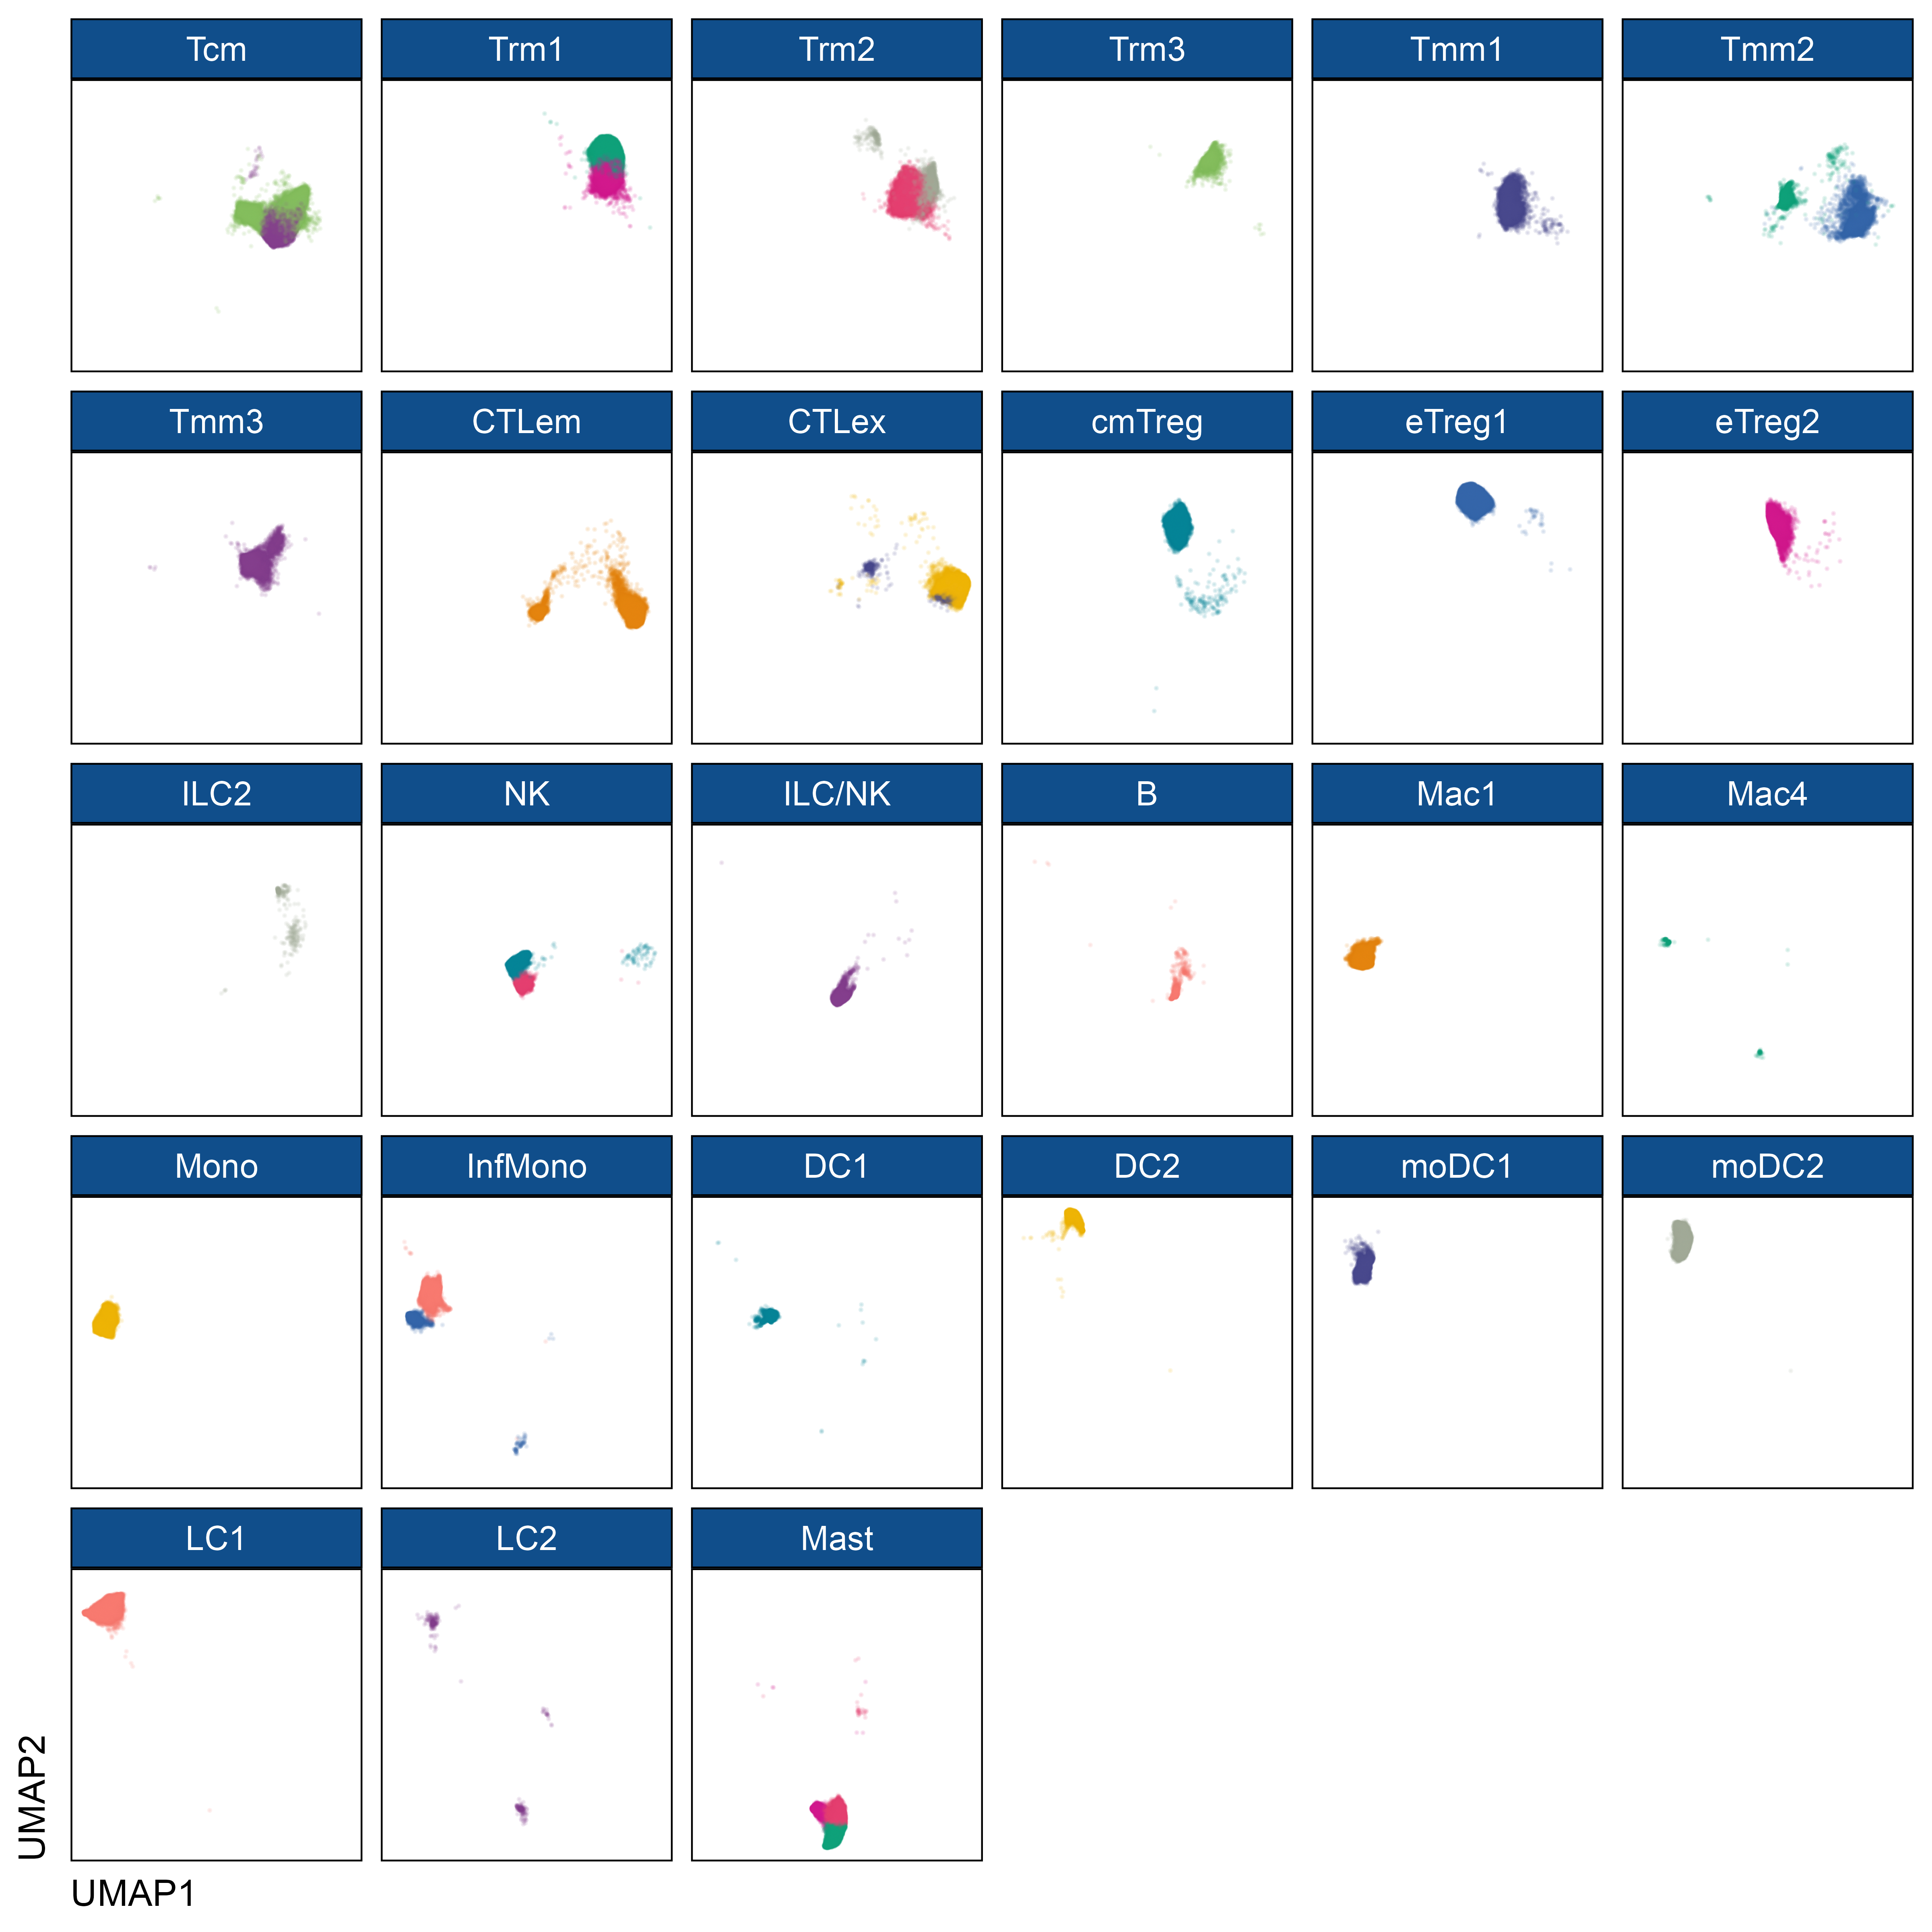 Tcm
Trm1
Trm2
Trm3
Tmm1
Tmm2
Tmm3
CTLem
CTLex
cmTreg
eTreg1
eTreg2
ILC2
NK
ILC/NK
B
Mac1
Mac4
Mono
InfMono
DC1
DC2
moDC1
moDC2
LC1
LC2
Mast
UMAP2
UMAP1